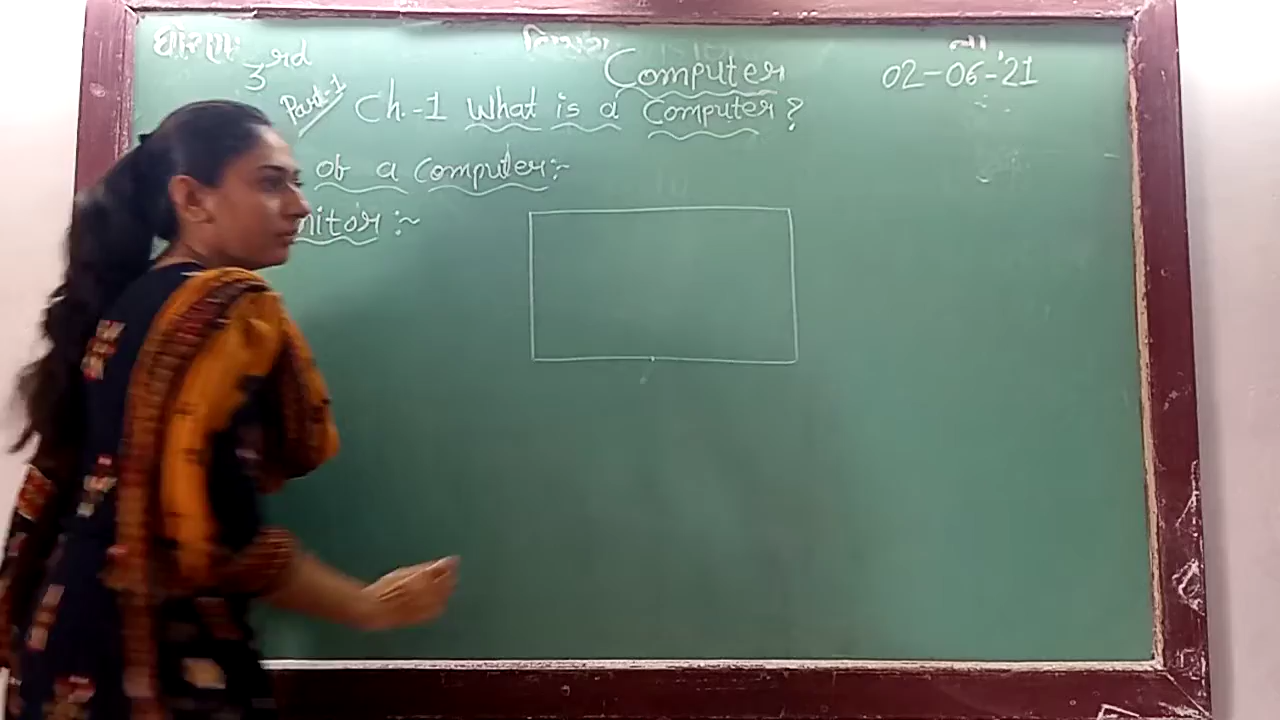 ધોરણ: વિષય: તા.
3rd Computer 02-06-'21
Part-1 Ch.-1 What is a Computer?
of a computer:-
nitor :-